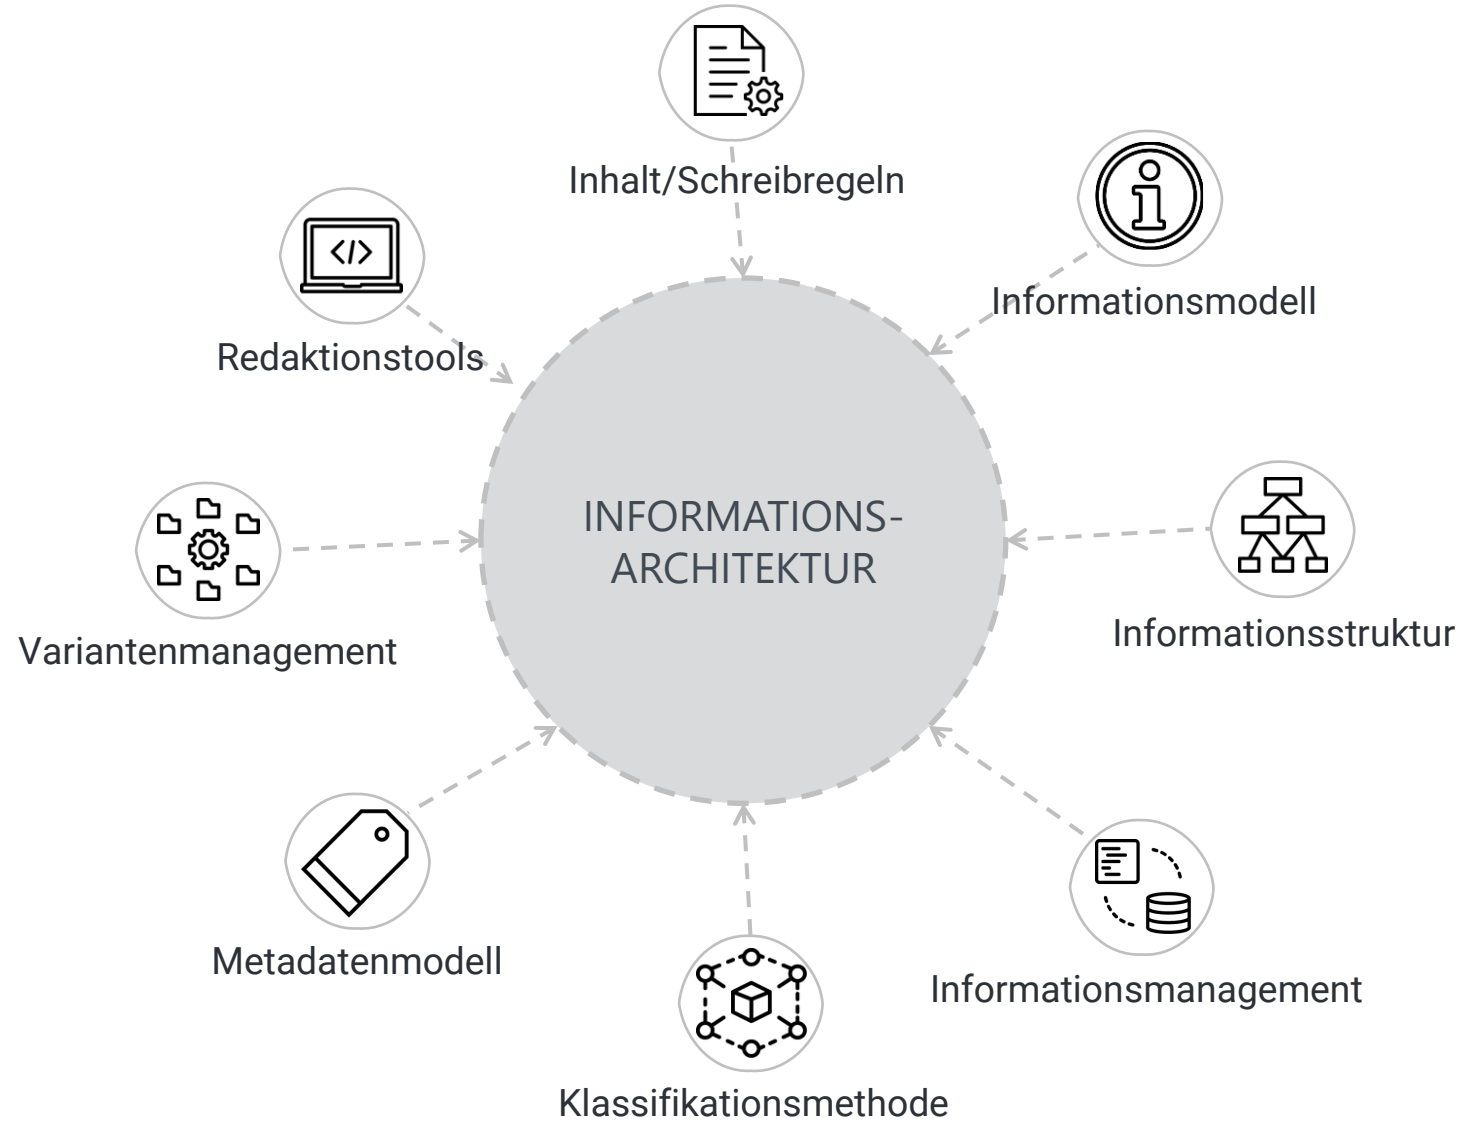 Inhalt/Schreibregeln
Informationsmodell
Redaktionstools
INFORMATIONS-
ARCHITEKTUR
Informationsstruktur
Variantenmanagement
Metadatenmodell
Informationsmanagement
Klassifikationsmethode